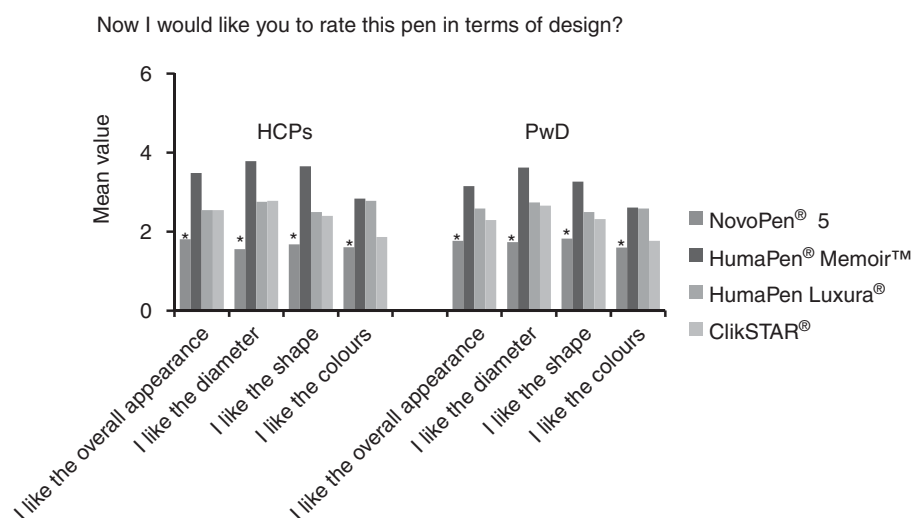 Now I would like you to rate this pen in terms of design?
6
4
2
0
Mean value
HCPs
PwD
* * * * * * * *
I like the overall appearance
I like the diameter
I like the shape
I like the colours
I like the overall appearance
I like the diameter
I like the shape
I like the colours
NovoPen® 5
HumaPen® Memoir™
HumaPen Luxura®
ClikSTAR®